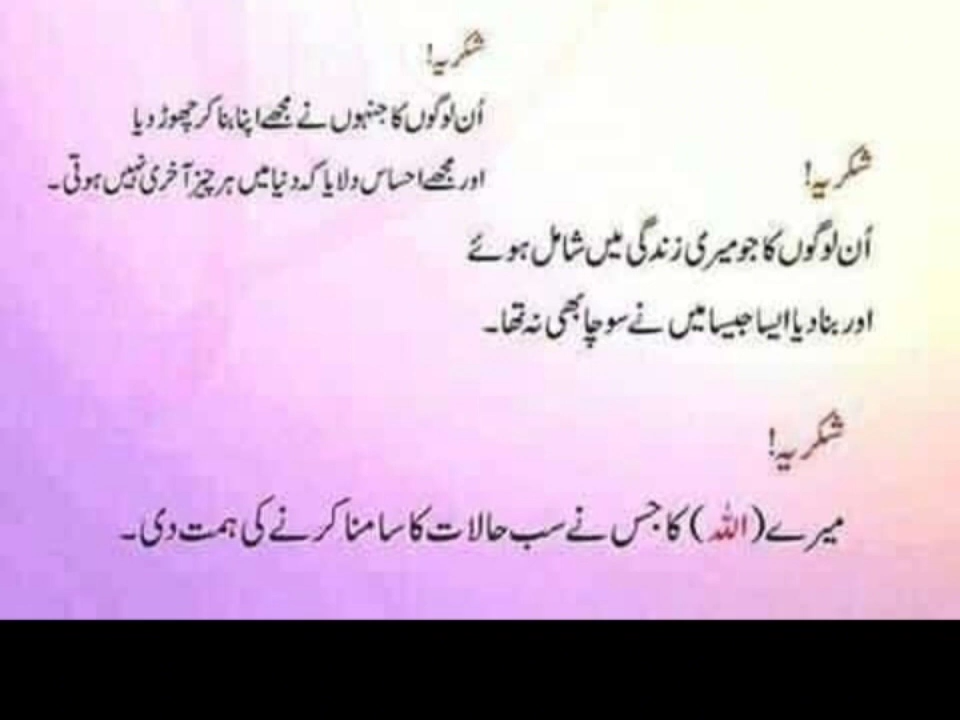 شکریہ!
اُن لوگوں کا جنہوں نے مجھے اپنا بنا کر چھوڑ دیا
اور مجھے احساس دلایا کہ دنیا میں ہر چیز آخری نہیں ہوتی۔
شکریہ!
اُن لوگوں کا جو میری زندگی میں شامل ہوئے
اور بنا دیا ایسا جیسا میں نے سوچا بھی نہ تھا۔
شکریہ!
میرے (اللہ) کا جس نے سب حالات کا سامنا کرنے کی ہمت دی۔